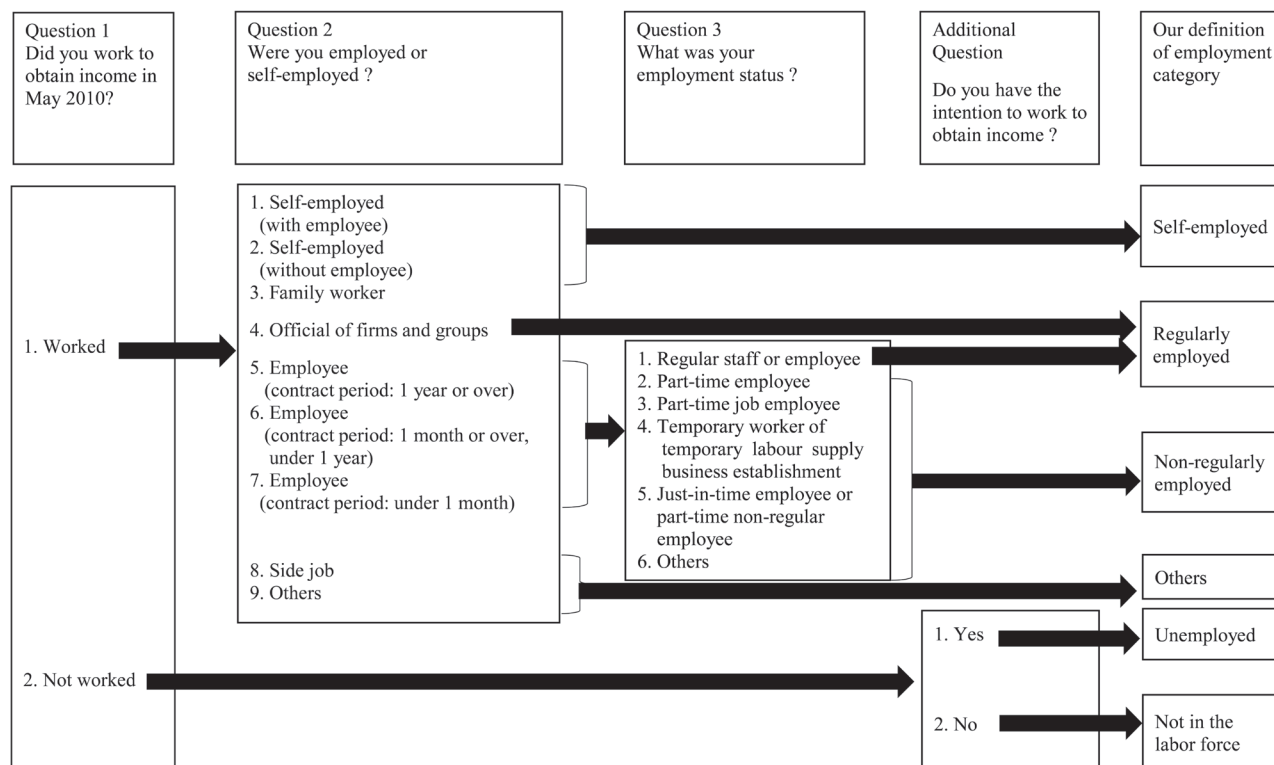 Question 1
Did you work to
obtain income in
May 2010?
Question 2
Were you employed or
self-employed ?
Question 3
What was your
employment status ?
Additional
Question
Do you have the
intention to work to
obtain income ?
Our definition
of employment
category
1. Worked
2. Not worked
1. Self-employed
(with employee)
2. Self-employed
(without employee)
3. Family worker
4. Official of firms and groups
5. Employee
(contract period: 1 year or over)
6. Employee
(contract period: 1 month or over,
under 1 year)
7. Employee
(contract period: under 1 month)
8. Side job
9. Others
1. Regular staff or employee
2. Part-time employee
3. Part-time job employee
4. Temporary worker of
temporary labour supply
business establishment
5. Just-in-time employee or
part-time non-regular
employee
6. Others
1. Yes
2. No
Self-employed
Regularly
employed
Non-regularly
employed
Others
Unemployed
Not in the
labor force